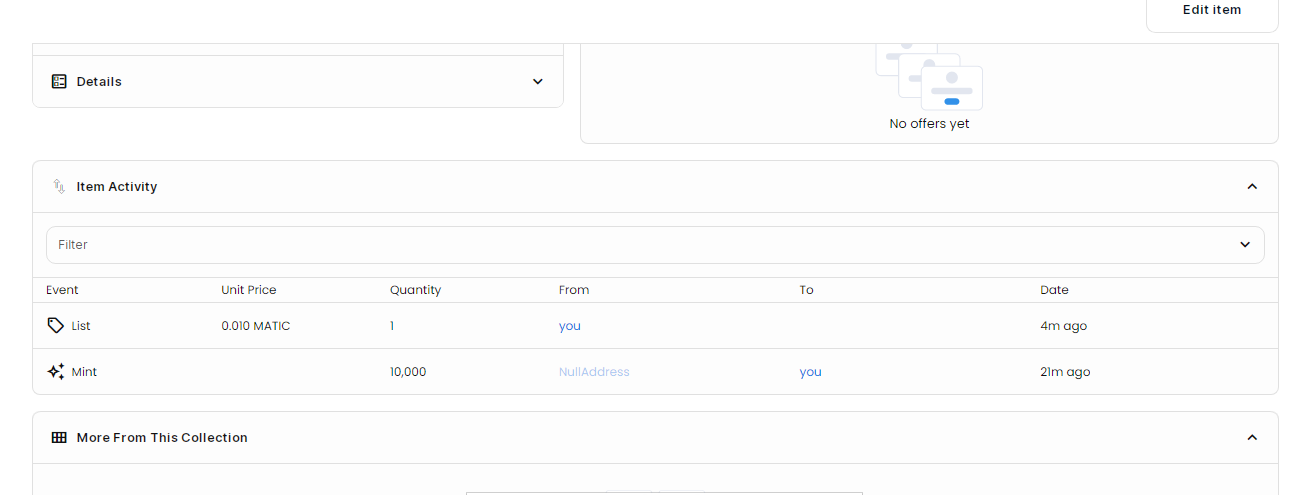 Edit item
Details
No offers yet
Item Activity
Filter
Event Unit Price Quantity From To Date
List 0.010 MATIC 1 you 4m ago
Mint 10,000 NullAddress you 21m ago
More From This Collection